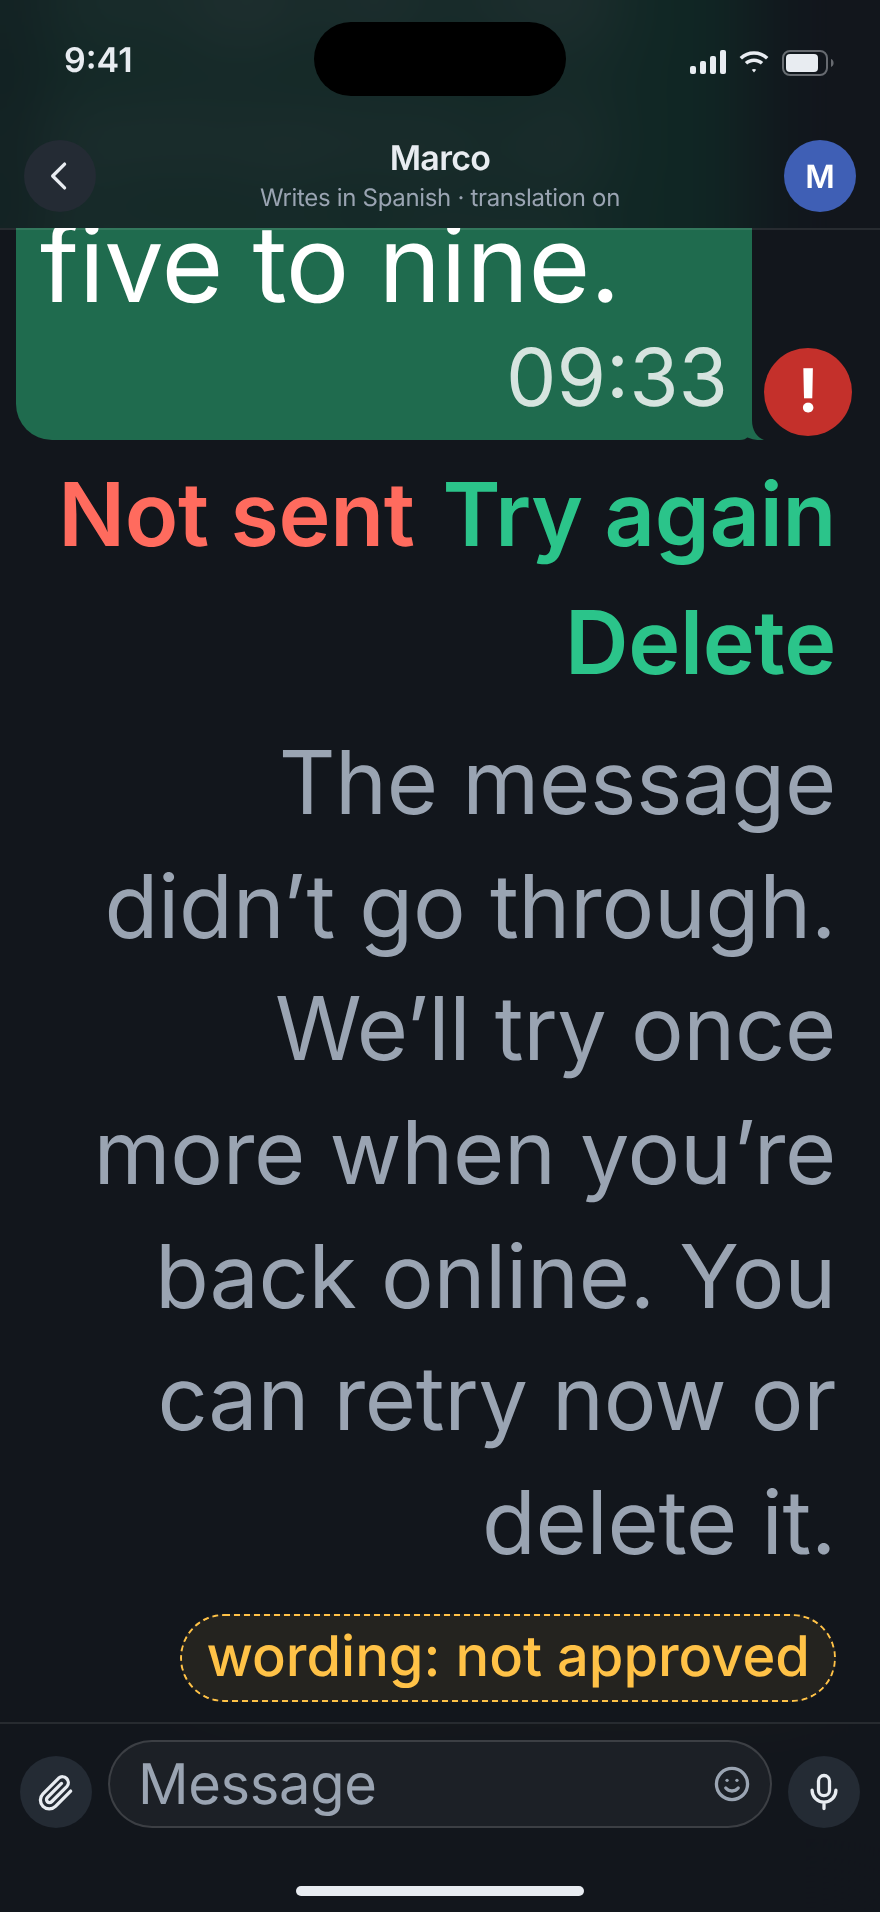 9:41
Marco
Writes in Spanish · translation on
M
five to nine.
09:33
!
Not sent Try again
Delete
The message
didn’t go through.
We’ll try once
more when you’re
back online. You
can retry now or
delete it.
wording: not approved
Message